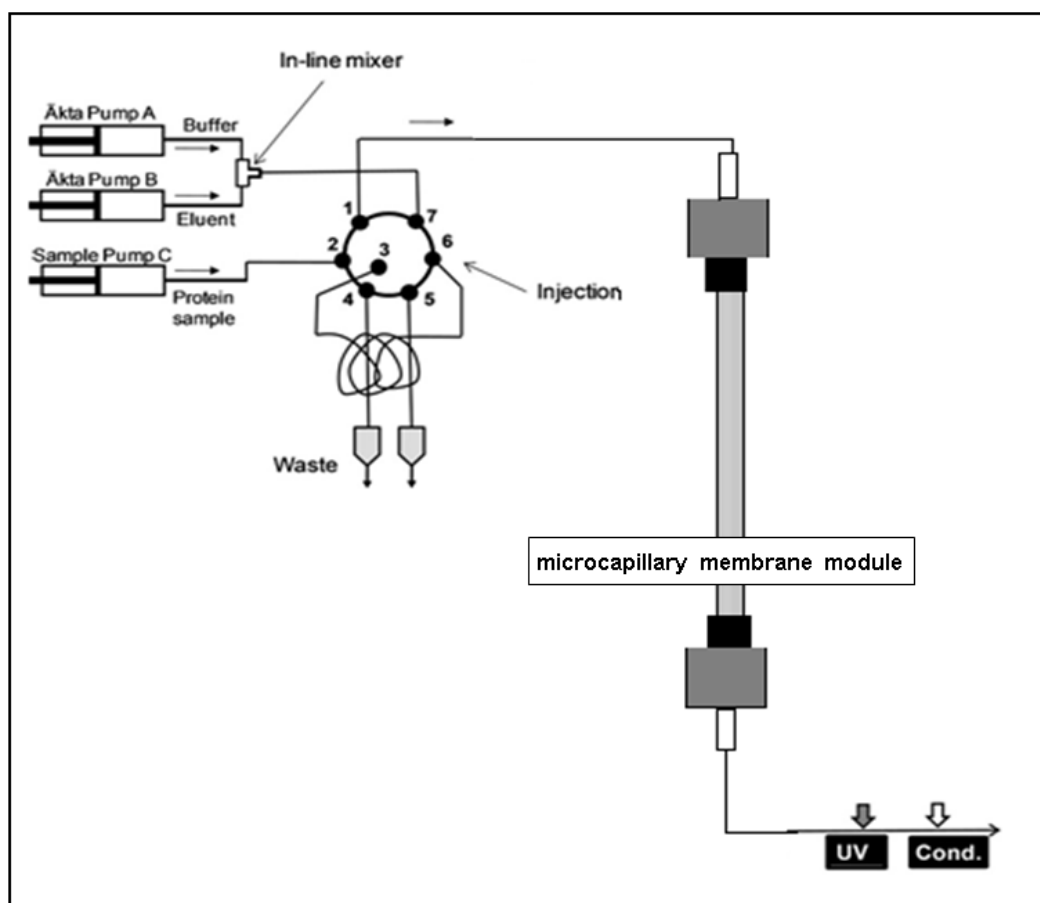 In-line mixer
Äkta Pump A
Buffer
Äkta Pump B
Eluent
Sample Pump C
Protein
sample
1
7
2
3
6
4
5
Injection
Waste
microcapillary membrane module
UV
Cond.